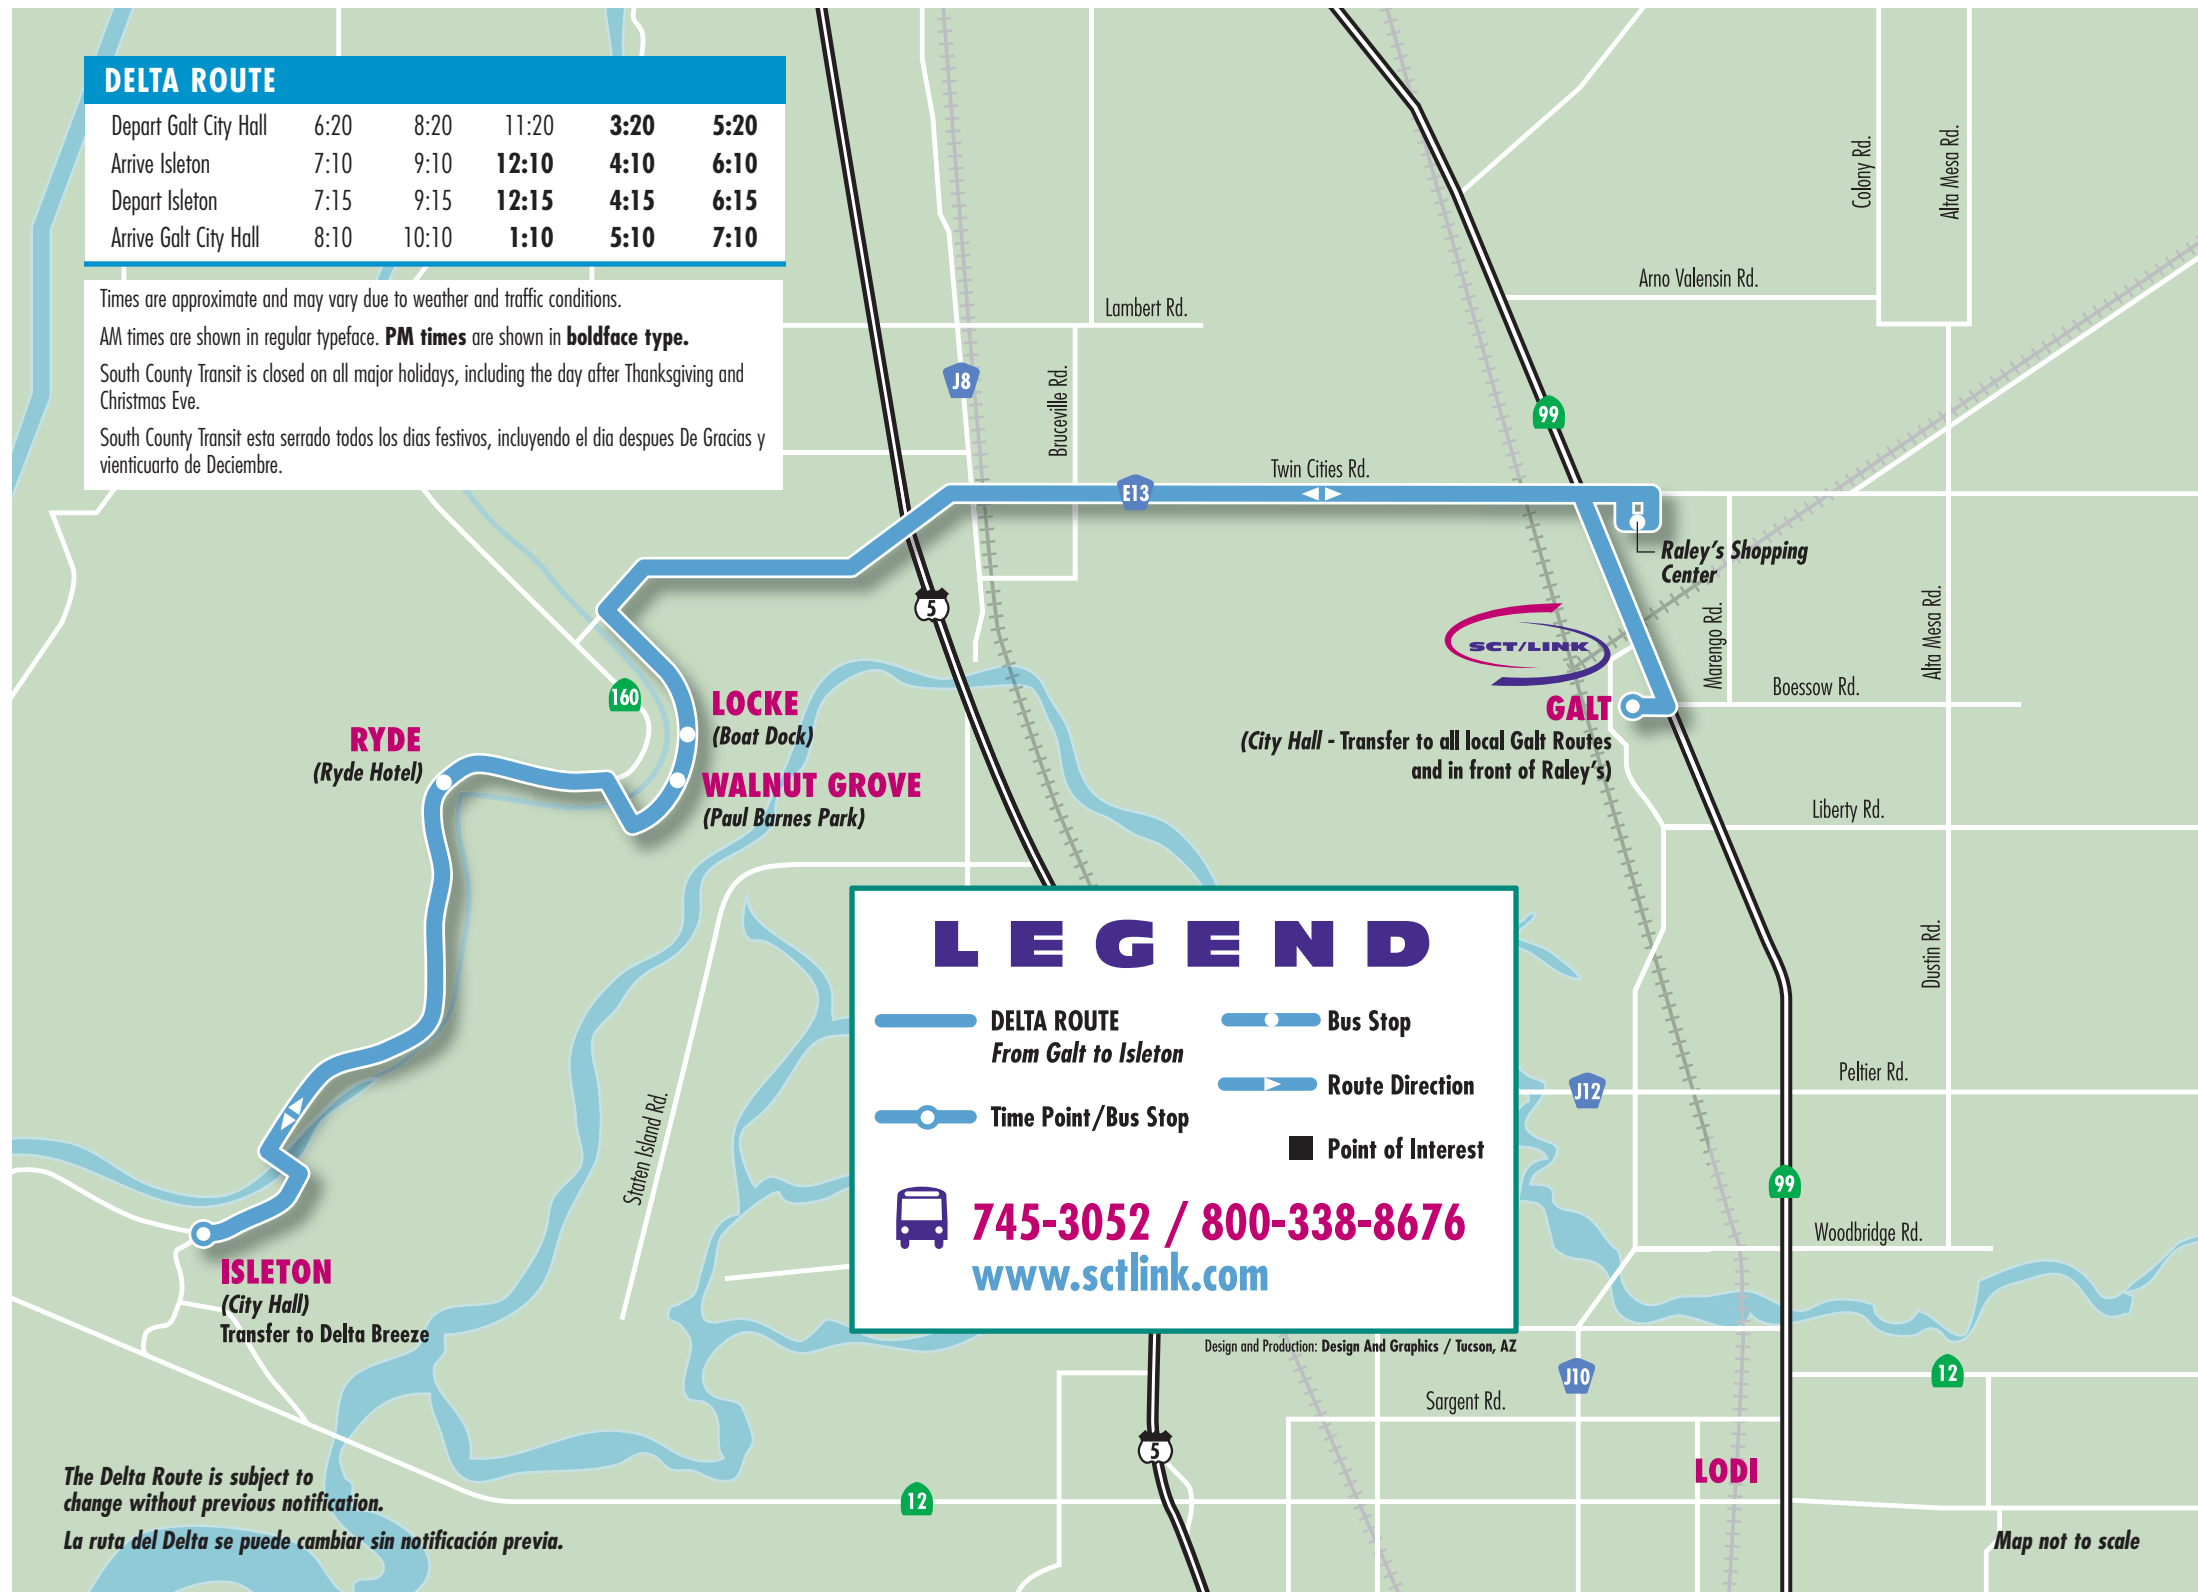 DELTA ROUTE
Depart Galt City Hall 6:20 8:20 11:20 3:20 5:20
Arrive Isleton 7:10 9:10 12:10 4:10 6:10
Depart Isleton 7:15 9:15 12:15 4:15 6:15
Arrive Galt City Hall 8:10 10:10 1:10 5:10 7:10
Times are approximate and may vary due to weather and traffic conditions.
AM times are shown in regular typeface. PM times are shown in boldface type.
South County Transit is closed on all major holidays, including the day after Thanksgiving and
Christmas Eve.
South County Transit esta serrado todos los dias festivos, incluyendo el dia despues De Gracias y
vienticuarto de Deciembre.
Colony Rd.
Alta Mesa Rd.
Arno Valensin Rd.
Lambert Rd.
J8
Bruceville Rd.
99
Twin Cities Rd.
E13
Raley's Shopping
Center
5
SCT/LINK
Marengo Rd.
Alta Mesa Rd.
160
LOCKE
(Boat Dock)
Boessow Rd.
GALT
(City Hall - Transfer to all local Galt Routes
and in front of Raley's)
RYDE
(Ryde Hotel)
WALNUT GROVE
(Paul Barnes Park)
Liberty Rd.
Dustin Rd.
LEGEND
DELTA ROUTE
From Galt to Isleton
Time Point/Bus Stop
Bus Stop
Route Direction
Point of Interest
745-3052 / 800-338-8676
www.sctlink.com
Design and Production: Design And Graphics / Tucson, AZ
J12
Peltier Rd.
Staten Island Rd.
99
Woodbridge Rd.
ISLETON
(City Hall)
Transfer to Delta Breeze
J10
12
Sargent Rd.
5
LODI
12
The Delta Route is subject to
change without previous notification.
La ruta del Delta se puede cambiar sin notificación previa.
Map not to scale